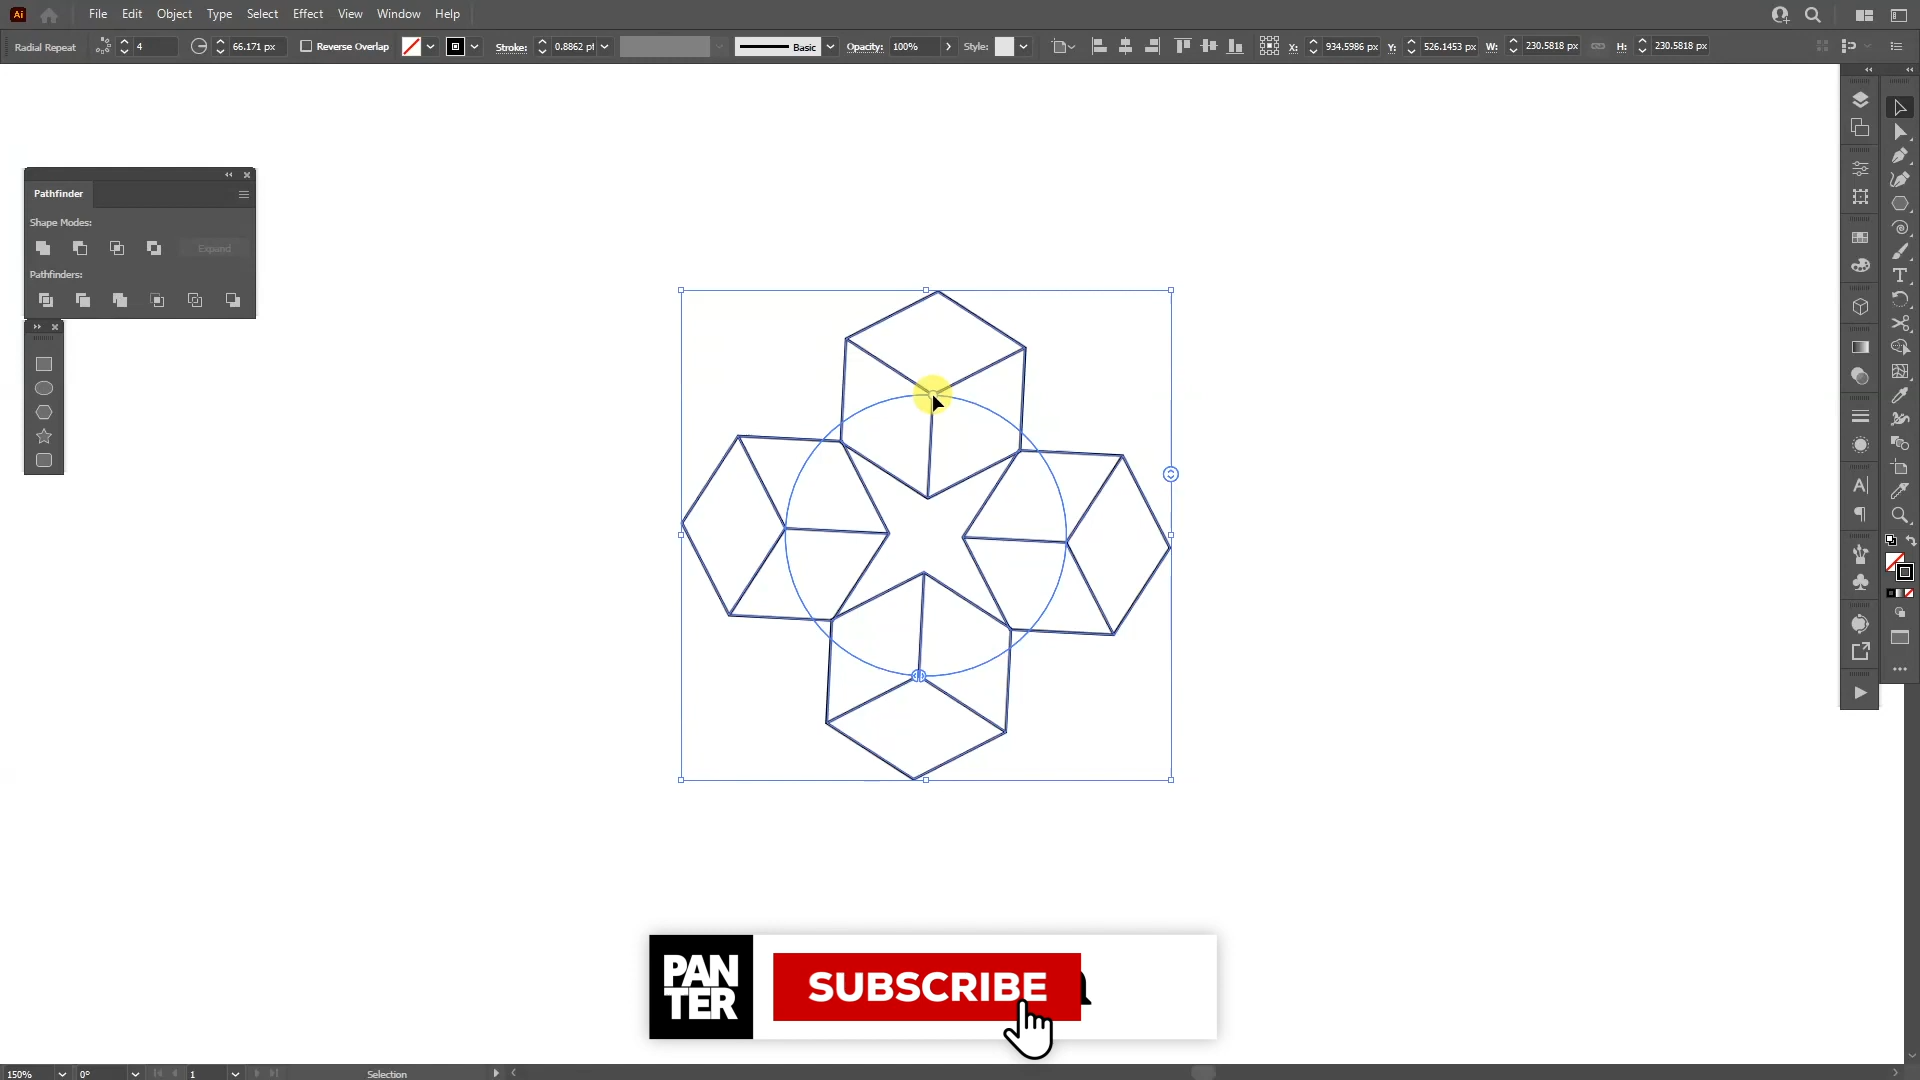 Ai File Edit Object Type Select Effect View Window Help
Radial Repeat 4 66.171 px Reverse Overlap Stroke: 0.8862 pt Basic Opacity: 100% Style: X: 934.5986 px Y: 526.1453 px W: 230.5818 px H: 230.5818 px
Pathfinder
Shape Modes:
Expand
Pathfinders:
PAN
TER
SUBSCRIBE
150% 0° 1 Selection